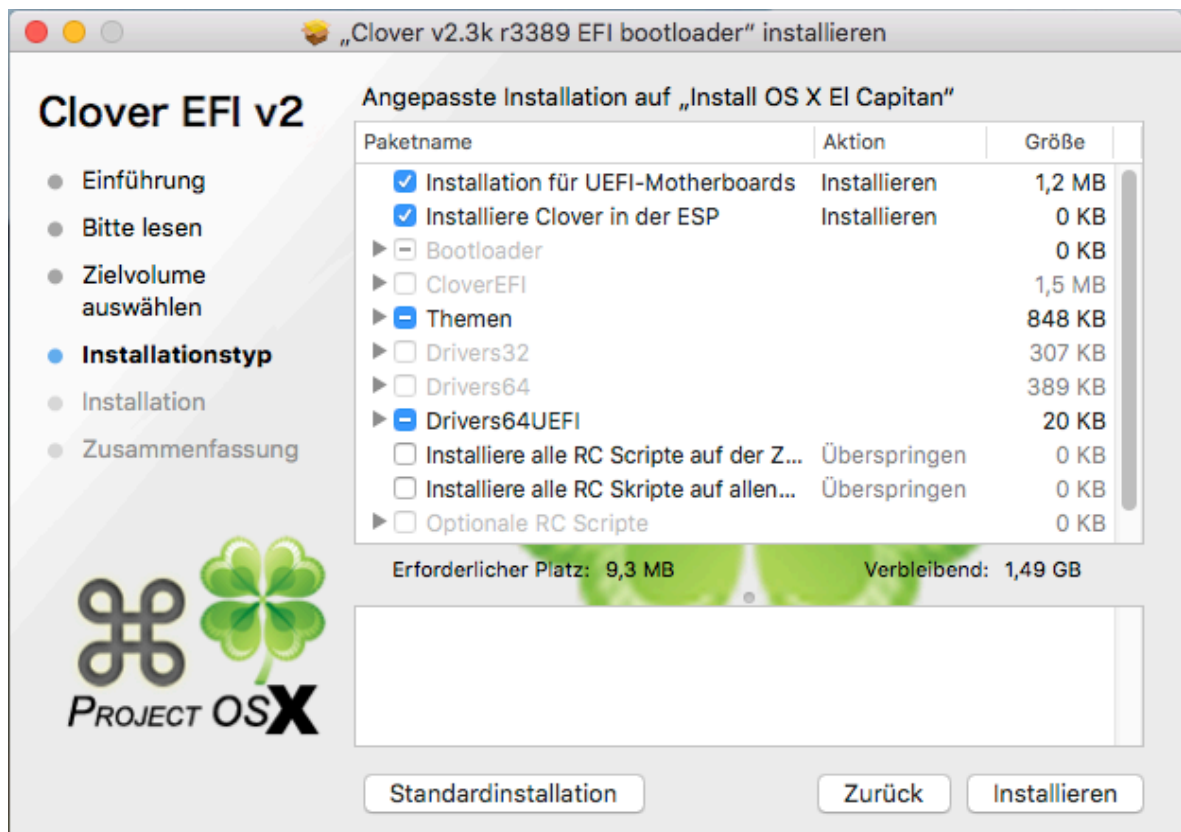 „Clover v2.3k r3389 EFI bootloader“ installieren
Clover EFI v2
Einführung
Bitte lesen
Zielvolume
auswählen
Installationstyp
Installation
Zusammenfassung
PROJECT OSX
Angepasste Installation auf „Install OS X El Capitan“
Paketname Aktion Größe
Installation für UEFI-Motherboards Installieren 1,2 MB
Installiere Clover in der ESP Installieren 0 KB
Bootloader 0 KB
CloverEFI 1,5 MB
Themen 848 KB
Drivers32 307 KB
Drivers64 389 KB
Drivers64UEFI 20 KB
Installiere alle RC Scripte auf der Z... Überspringen 0 KB
Installiere alle RC Skripte auf allen... Überspringen 0 KB
Optionale RC Scripte 0 KB
Erforderlicher Platz: 9,3 MB Verbleibend: 1,49 GB
Standardinstallation Zurück Installieren